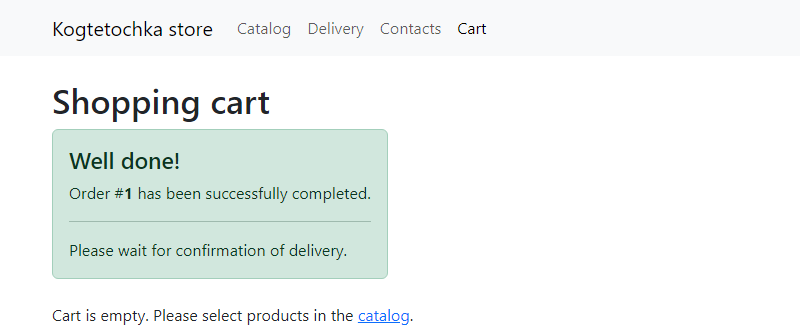 Kogtetochka store Catalog Delivery Contacts Cart
Shopping cart
Well done!
Order #1 has been successfully completed.
Please wait for confirmation of delivery.
Cart is empty. Please select products in the catalog.